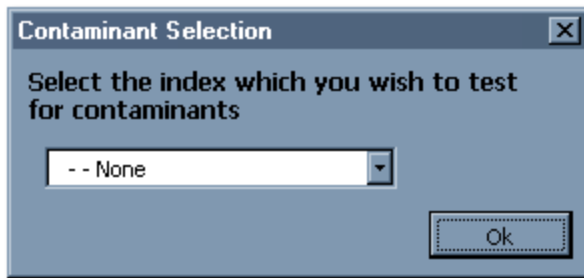 Contaminant Selection
Select the index which you wish to test
for contaminants
- - None
Ok